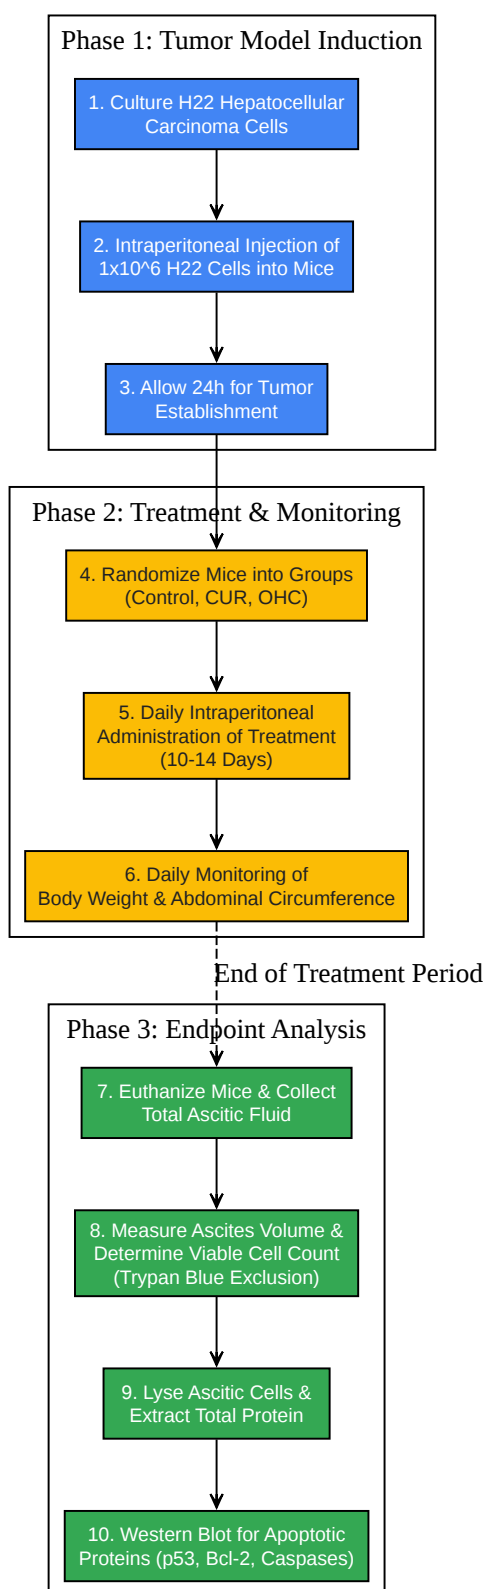 Phase 1: Tumor Model Induction
1. Culture H22 Hepatocellular
Carcinoma Cells
2. Intraperitoneal Injection of
1x10^6 H22 Cells into Mice
3. Allow 24h for Tumor
Establishment
Phase 2: Treatment & Monitoring
4. Randomize Mice into Groups
(Control, CUR, OHC)
5. Daily Intraperitoneal
Administration of Treatment
(10-14 Days)
6. Daily Monitoring of
Body Weight & Abdominal Circumference
End of Treatment Period
Phase 3: Endpoint Analysis
7. Euthanize Mice & Collect
Total Ascitic Fluid
8. Measure Ascites Volume &
Determine Viable Cell Count
(Trypan Blue Exclusion)
9. Lyse Ascitic Cells &
Extract Total Protein
10. Western Blot for Apoptotic
Proteins (p53, Bcl-2, Caspases)